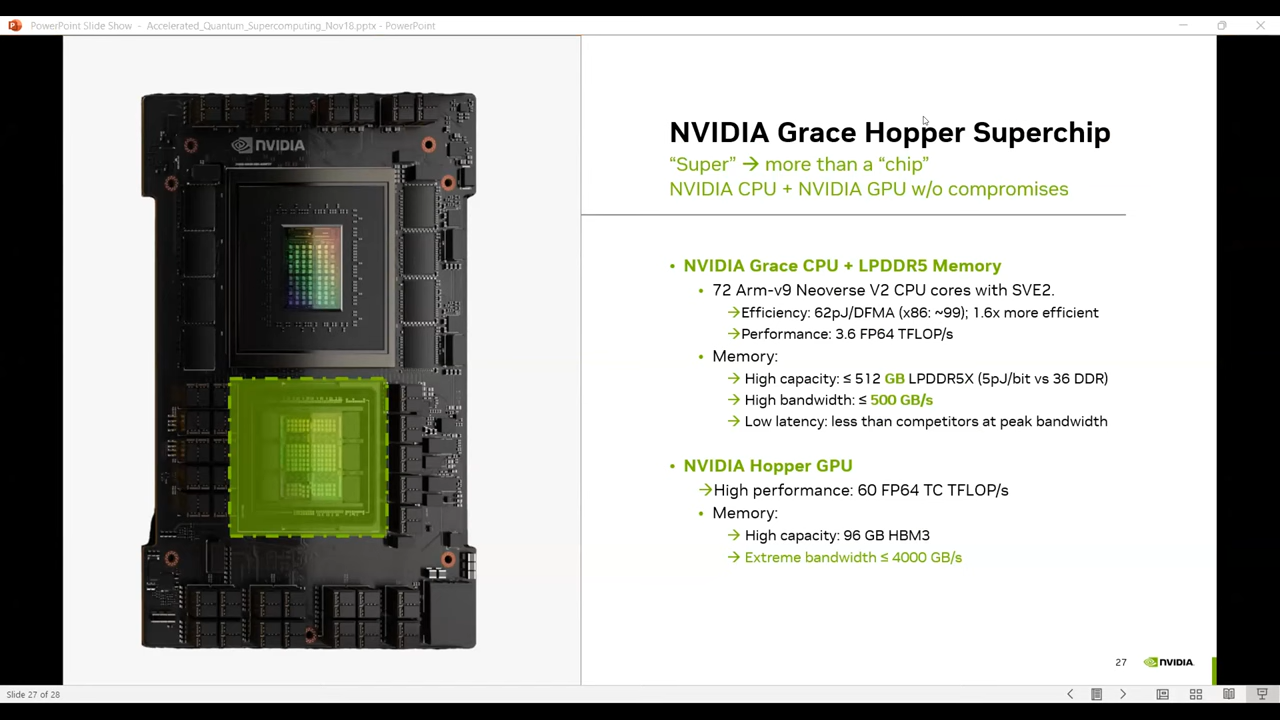 PowerPoint Slide Show - Accelerated_Quantum_Supercomputing_Nov18.pptx - PowerPoint
NVIDIA
NVIDIA Grace Hopper Superchip
“Super” → more than a “chip”
NVIDIA CPU + NVIDIA GPU w/o compromises
• NVIDIA Grace CPU + LPDDR5 Memory
• 72 Arm-v9 Neoverse V2 CPU cores with SVE2.
→Efficiency: 62pJ/DFMA (x86: ~99); 1.6x more efficient
→Performance: 3.6 FP64 TFLOP/s
• Memory:
→ High capacity: ≤ 512 GB LPDDR5X (5pJ/bit vs 36 DDR)
→ High bandwidth: ≤ 500 GB/s
→ Low latency: less than competitors at peak bandwidth
• NVIDIA Hopper GPU
→High performance: 60 FP64 TC TFLOP/s
• Memory:
→ High capacity: 96 GB HBM3
→ Extreme bandwidth ≤ 4000 GB/s
27 NVIDIA
Slide 27 of 28